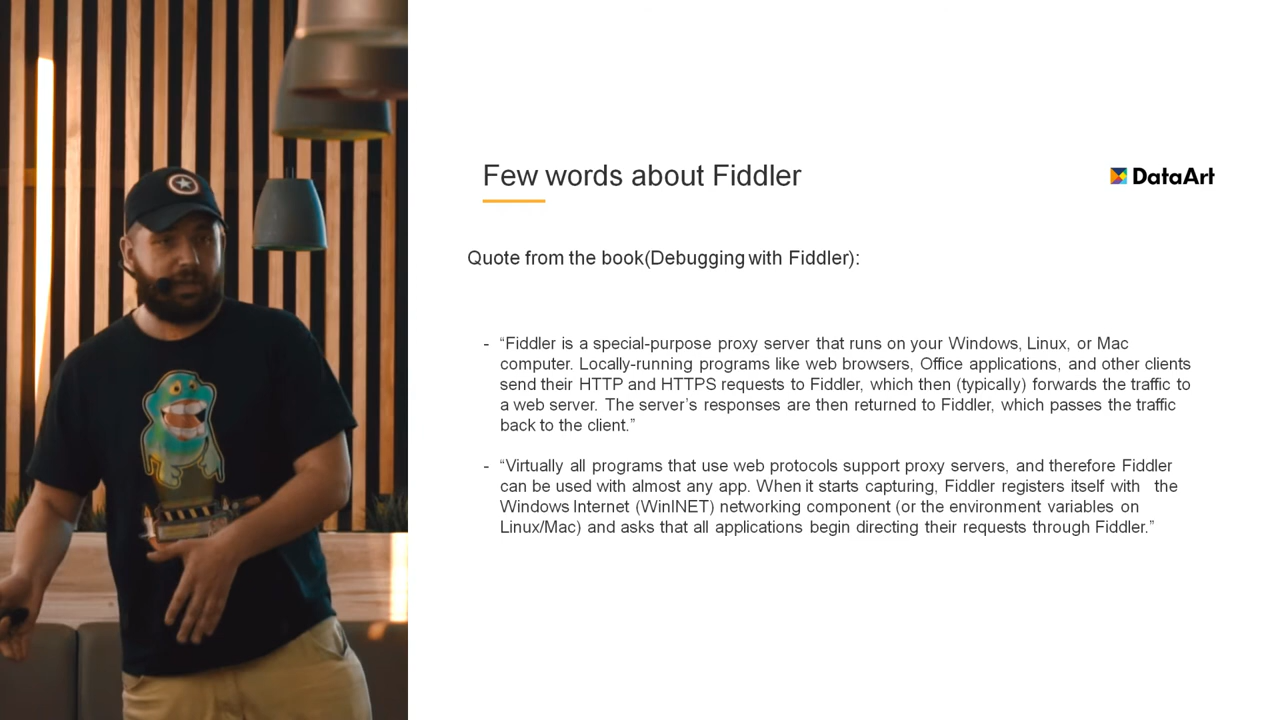 Few words about Fiddler
DataArt
Quote from the book(Debugging with Fiddler):
- “Fiddler is a special-purpose proxy server that runs on your Windows, Linux, or Mac
computer. Locally-running programs like web browsers, Office applications, and other clients
send their HTTP and HTTPS requests to Fiddler, which then (typically) forwards the traffic to
a web server. The server’s responses are then returned to Fiddler, which passes the traffic
back to the client.”
- “Virtually all programs that use web protocols support proxy servers, and therefore Fiddler
can be used with almost any app. When it starts capturing, Fiddler registers itself with the
Windows Internet (WinINET) networking component (or the environment variables on
Linux/Mac) and asks that all applications begin directing their requests through Fiddler.”